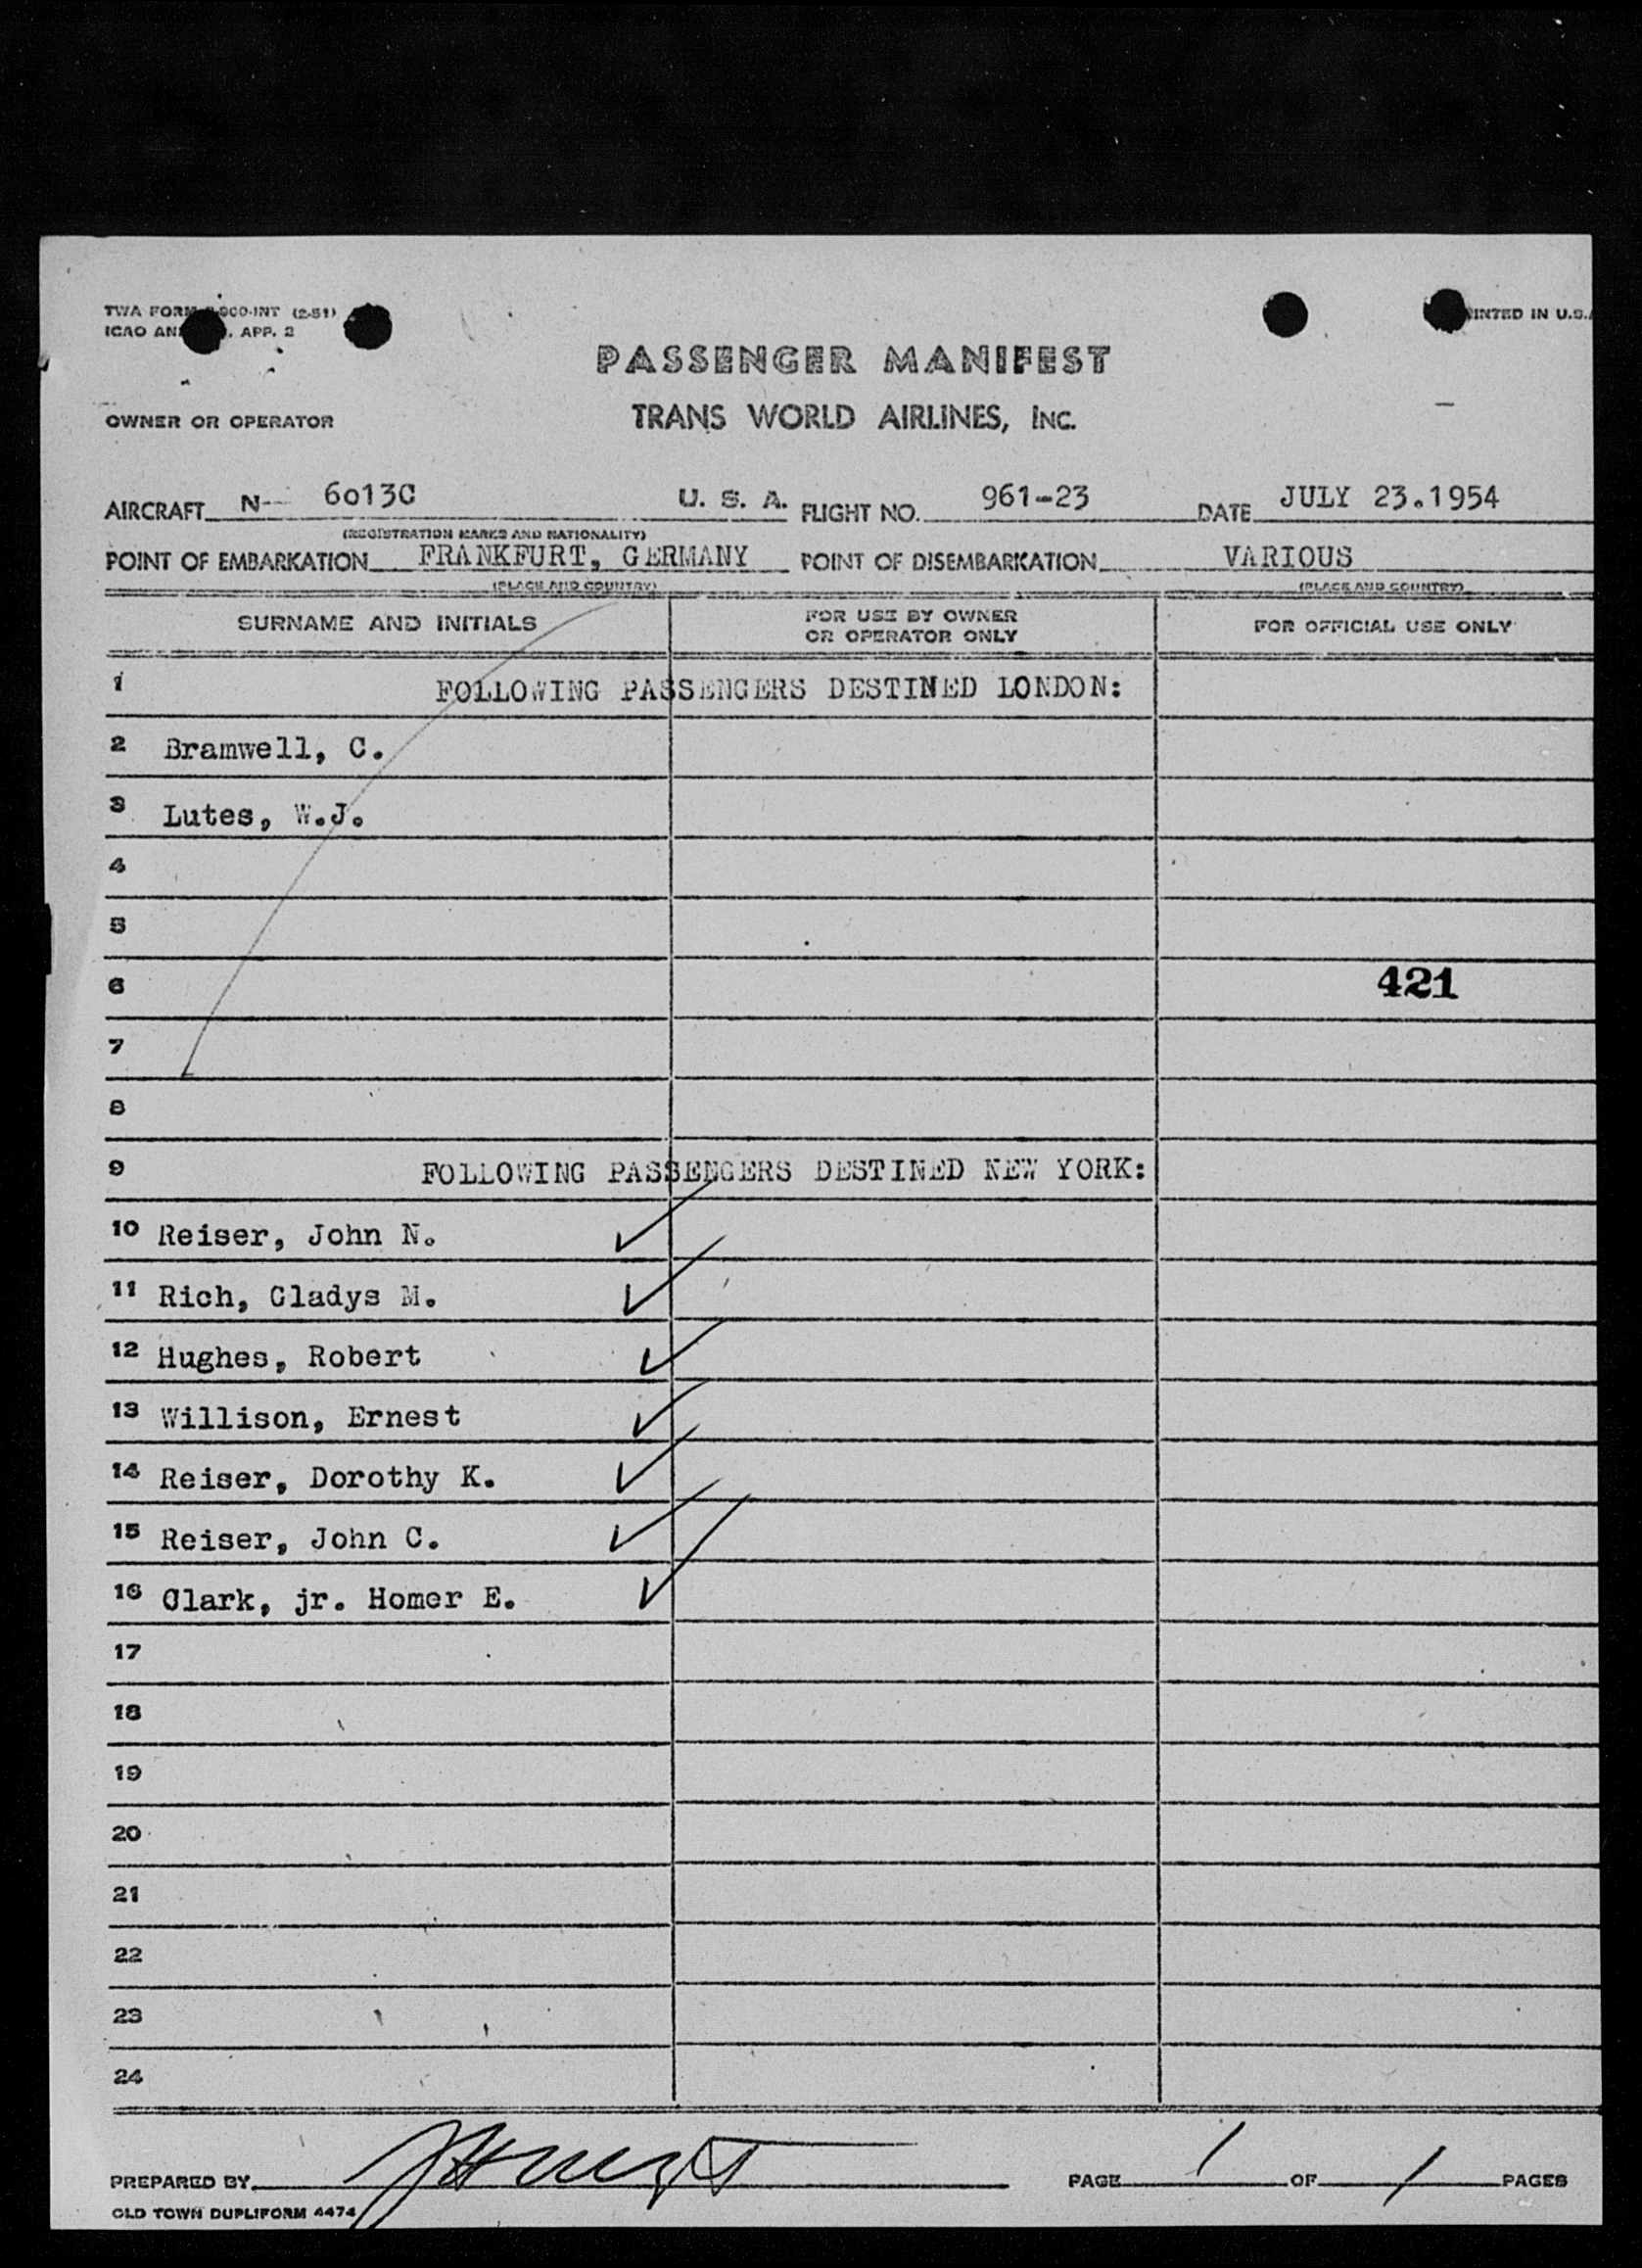 TWA FORM 000-INT (2-51)
ICAO AN . APP. 2
INTED IN U.S.
PASSENGER MANIFEST
OWNER OR OPERATOR TRANS WORLD AIRLINES, INC.
AIRCRAFT N-- 6o13C U. S. A. FLIGHT NO. 961-23 DATE JULY 23.1954
(REGISTRATION MARKS AND NATIONALITY)
POINT OF EMBARKATION FRANKFURT, GERMANY POINT OF DISEMBARKATION VARIOUS
(PLACE AND COUNTRY) (PLACE AND COUNTRY)
SURNAME AND INITIALS FOR USE BY OWNER OR OPERATOR ONLY FOR OFFICIAL USE ONLY
1 FOLLOWING PASSENGERS DESTINED LONDON:
2 Bramwell, C.
3 Lutes, W.J.
4
5
6 421
7
8
9 FOLLOWING PASSENGERS DESTINED NEW YORK:
10 Reiser, John N.
11 Rich, Gladys M.
12 Hughes, Robert
13 Willison, Ernest
14 Reiser, Dorothy K.
15 Reiser, John C.
16 Clark, jr. Homer E.
17
18
19
20
21
22
23
24
PREPARED BY PAGE 1 OF 1 PAGES
OLD TOWN DUPLIFORM 4474